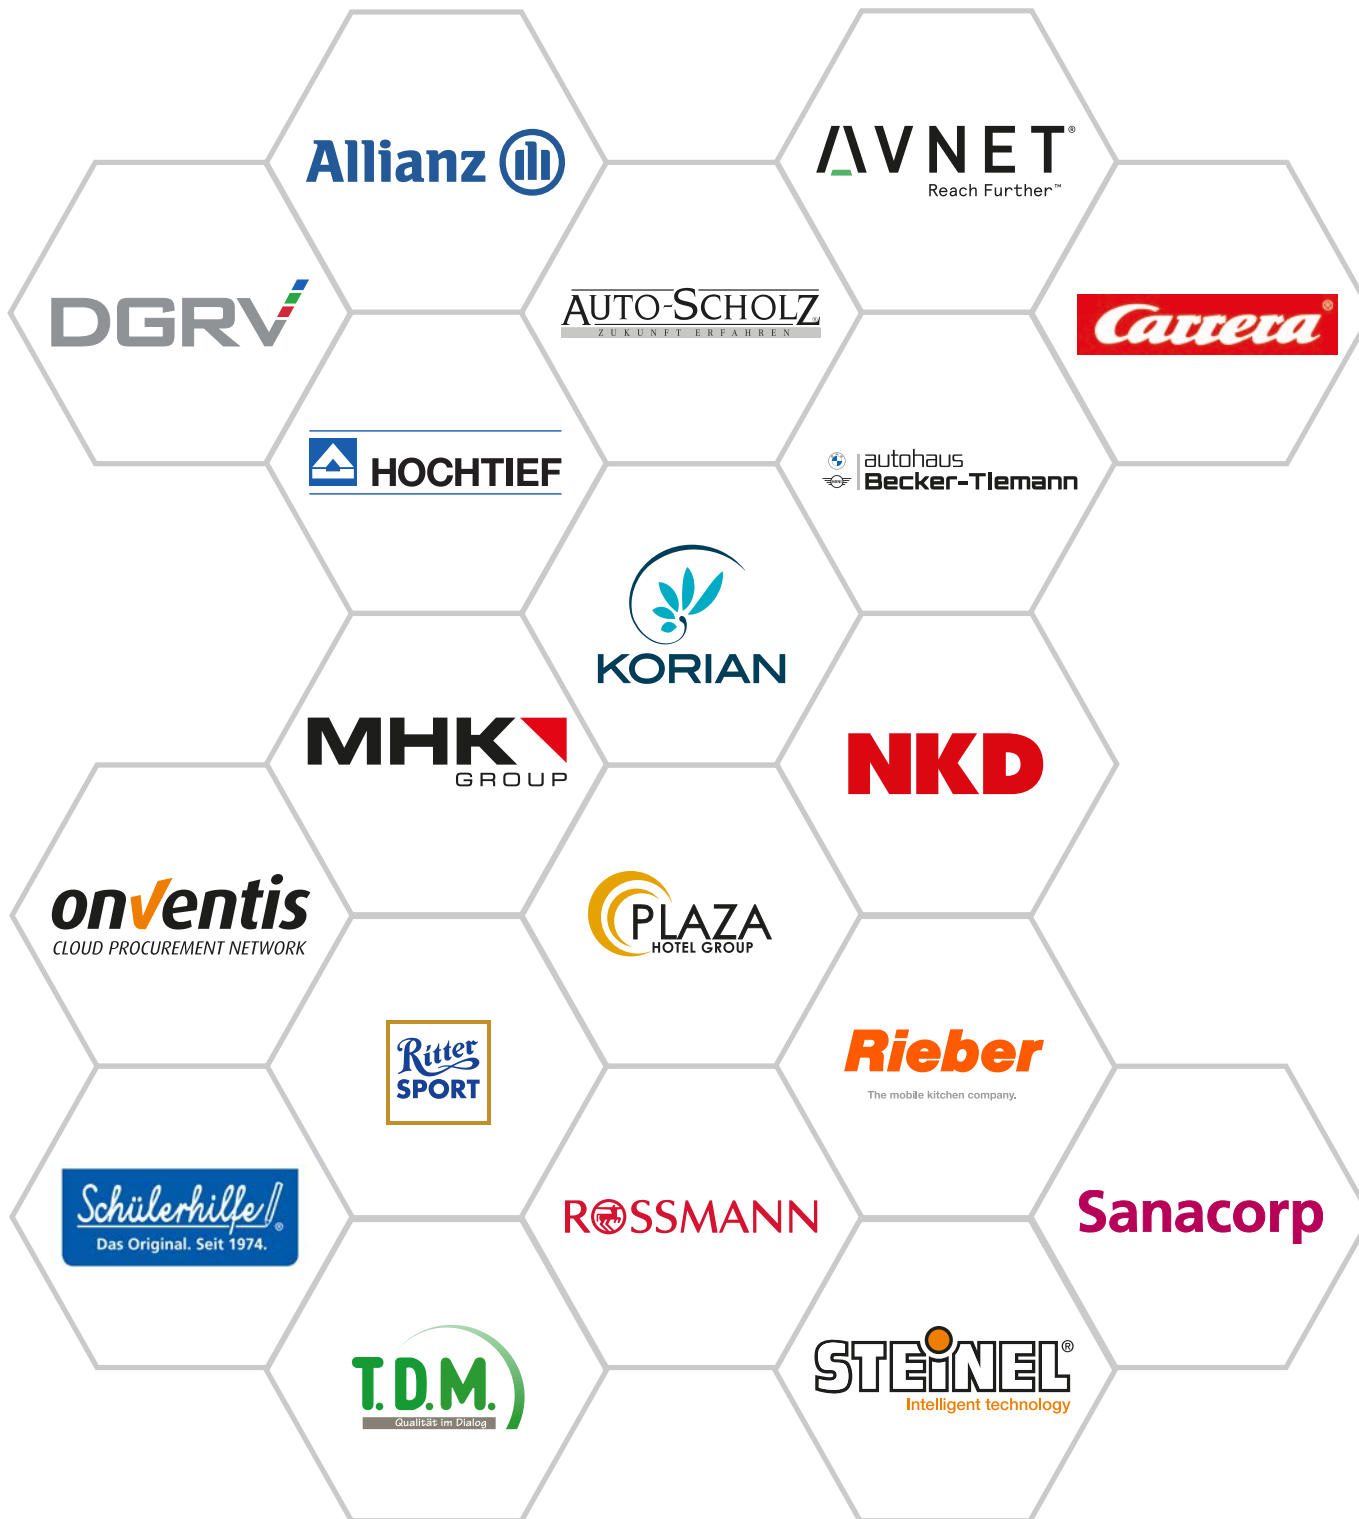 Allianz
AVNET®
Reach Further™
DGRV
AUTO-SCHOLZ®
ZUKUNFT ERFAHREN
Carrera®
HOCHTIEF
autohaus
Becker-Tiemann
KORIAN
MHK
GROUP
NKD
onventis
CLOUD PROCUREMENT NETWORK
PLAZA
HOTEL GROUP
Ritter
SPORT
Rieber
The mobile kitchen company.
Schülerhilfe!®
Das Original. Seit 1974.
ROSSMANN
Sanacorp
T.D.M.
Qualität im Dialog
STEINEL®
Intelligent technology